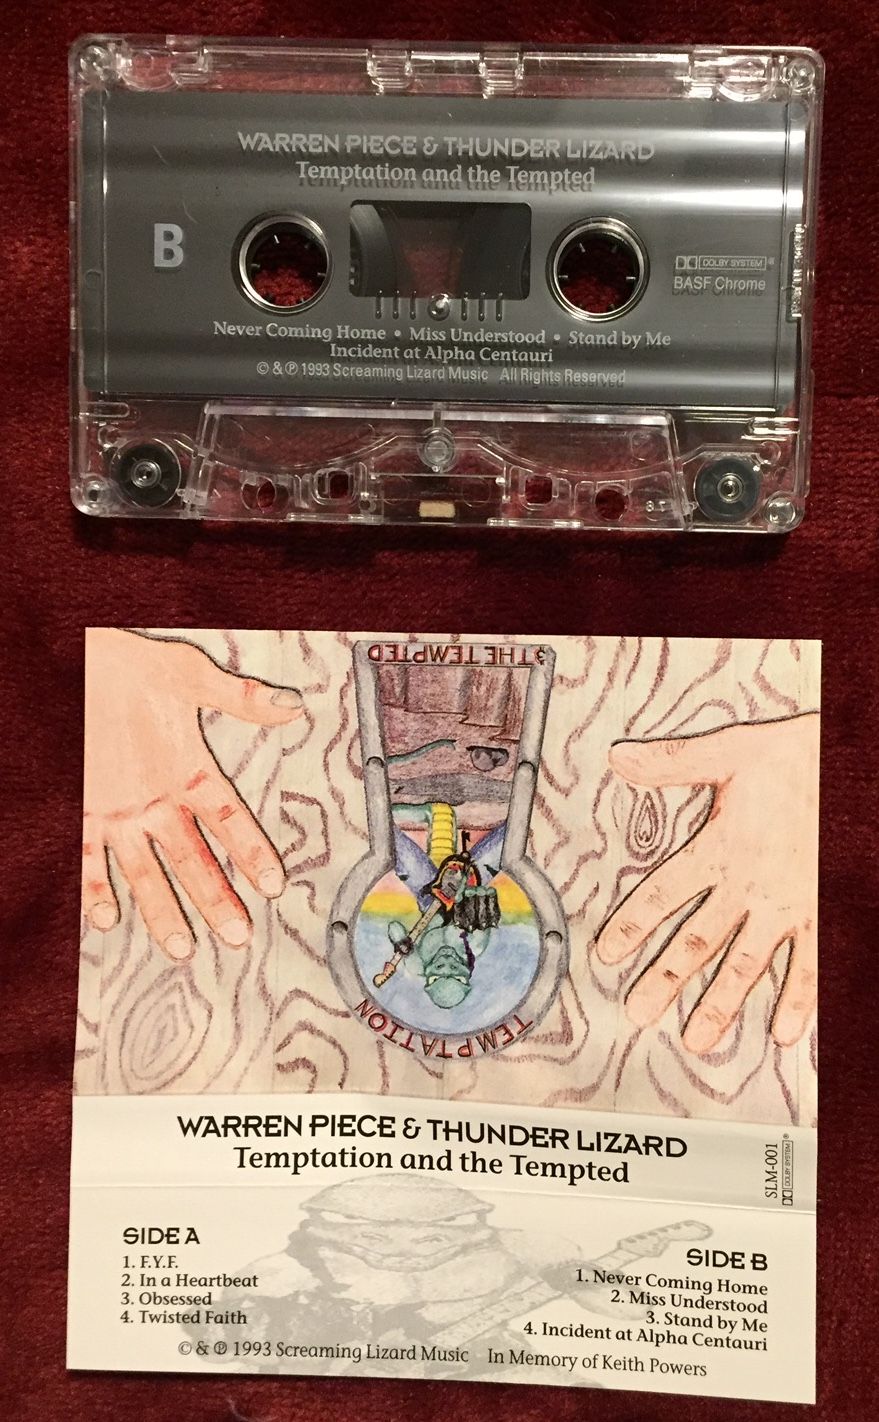 WARREN PIECE & THUNDER LIZARD
Temptation and the Tempted
B
DOLBY SYSTEM®
BASF Chrome
Never Coming Home • Miss Understood • Stand by Me
Incident at Alpha Centauri
© & ℗ 1993 Screaming Lizard Music All Rights Reserved
& THE TEMPTED
TEMPTATION
WARREN PIECE & THUNDER LIZARD
Temptation and the Tempted
SLM-001
DOLBY SYSTEM®
SIDE A
1. F.Y.F.
2. In a Heartbeat
3. Obsessed
4. Twisted Faith
SIDE B
1. Never Coming Home
2. Miss Understood
3. Stand by Me
4. Incident at Alpha Centauri
© & ℗ 1993 Screaming Lizard Music In Memory of Keith Powers